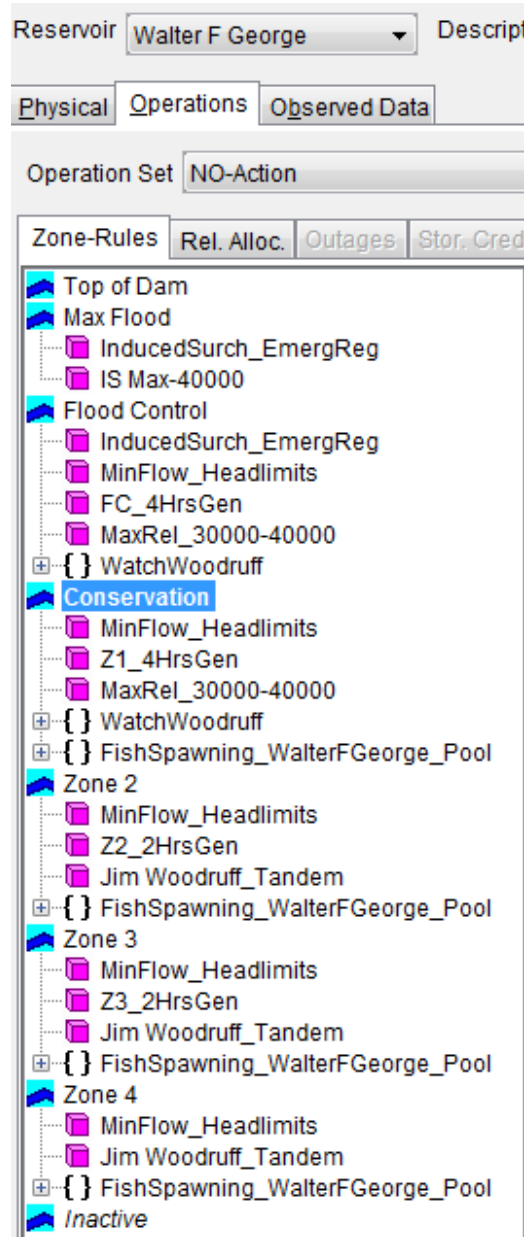 Reservoir Walter F George Descript
Physical Operations Observed Data
Operation Set NO-Action
Zone-Rules Rel. Alloc. Outages Stor. Cred
Top of Dam
Max Flood
InducedSurch_EmergReg
IS Max-40000
Flood Control
InducedSurch_EmergReg
MinFlow_Headlimits
FC_4HrsGen
MaxRel_30000-40000
{ } WatchWoodruff
Conservation
MinFlow_Headlimits
Z1_4HrsGen
MaxRel_30000-40000
{ } WatchWoodruff
{ } FishSpawning_WalterFGeorge_Pool
Zone 2
MinFlow_Headlimits
Z2_2HrsGen
Jim Woodruff_Tandem
{ } FishSpawning_WalterFGeorge_Pool
Zone 3
MinFlow_Headlimits
Z3_2HrsGen
Jim Woodruff_Tandem
{ } FishSpawning_WalterFGeorge_Pool
Zone 4
MinFlow_Headlimits
Jim Woodruff_Tandem
{ } FishSpawning_WalterFGeorge_Pool
Inactive